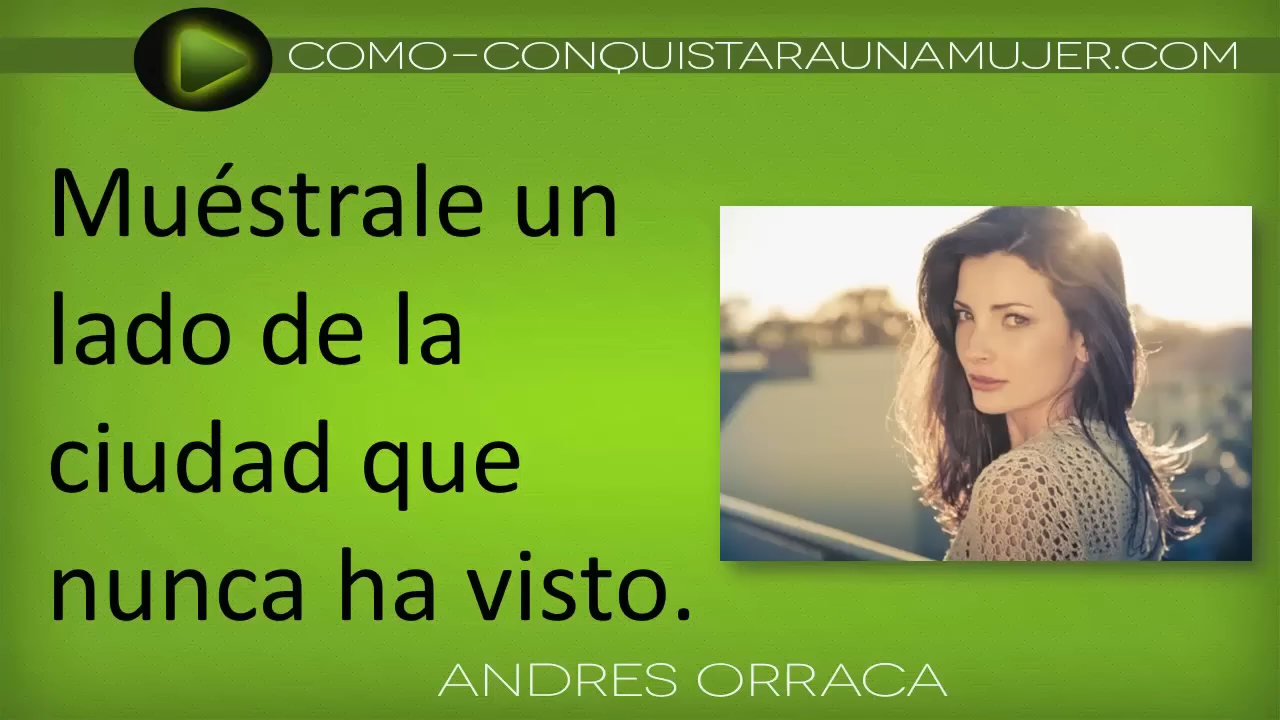 COMO-CONQUISTARAUNAMUJER.COM
Muéstrale un
lado de la
ciudad que
nunca ha visto.
ANDRES ORRACA